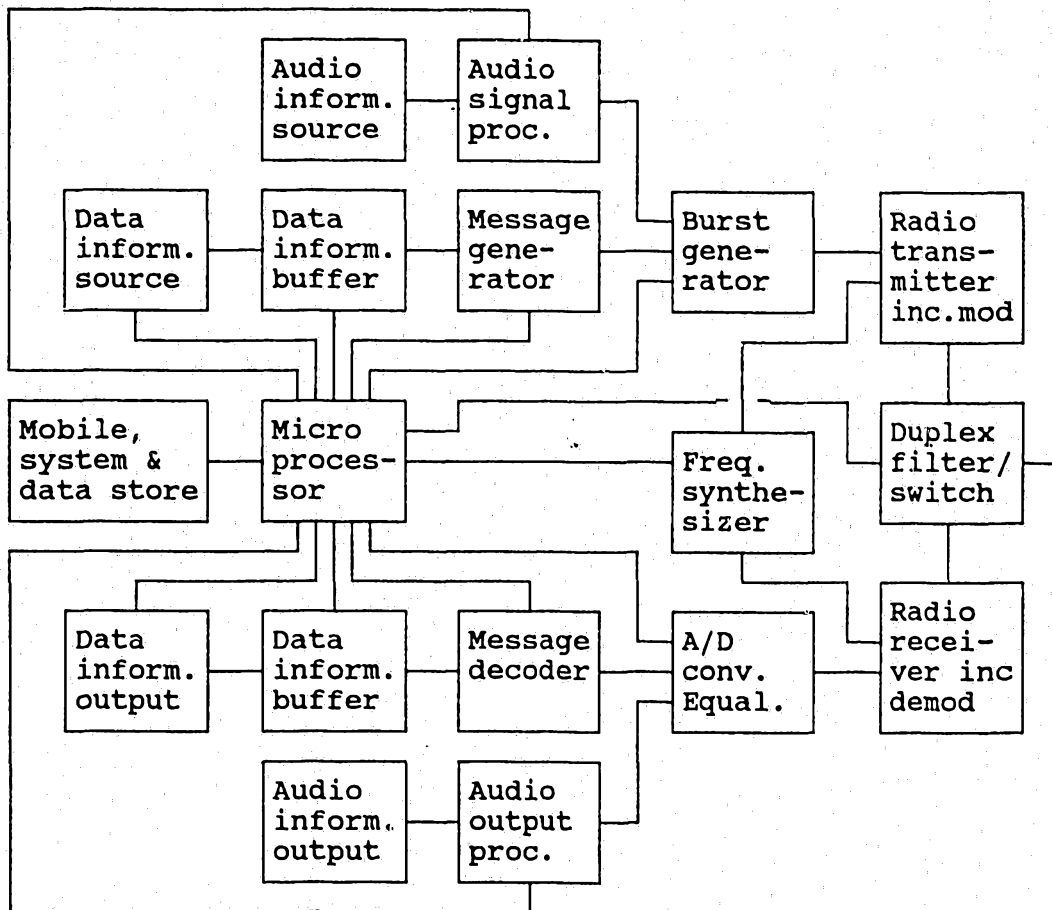 Audio
inform.
source
Audio
signal
proc.
Data
inform.
source
Data
inform.
buffer
Message
gene-
rator
Burst
gene-
rator
Radio
trans-
mitter
inc.mod
Mobile,
system &
data store
Micro
proces-
sor
Freq.
synthe-
sizer
Duplex
filter/
switch
Data
inform.
output
Data
inform.
buffer
Message
decoder
A/D
conv.
Equal.
Radio
recei-
ver inc
demod
Audio
inform.
output
Audio
output
proc.